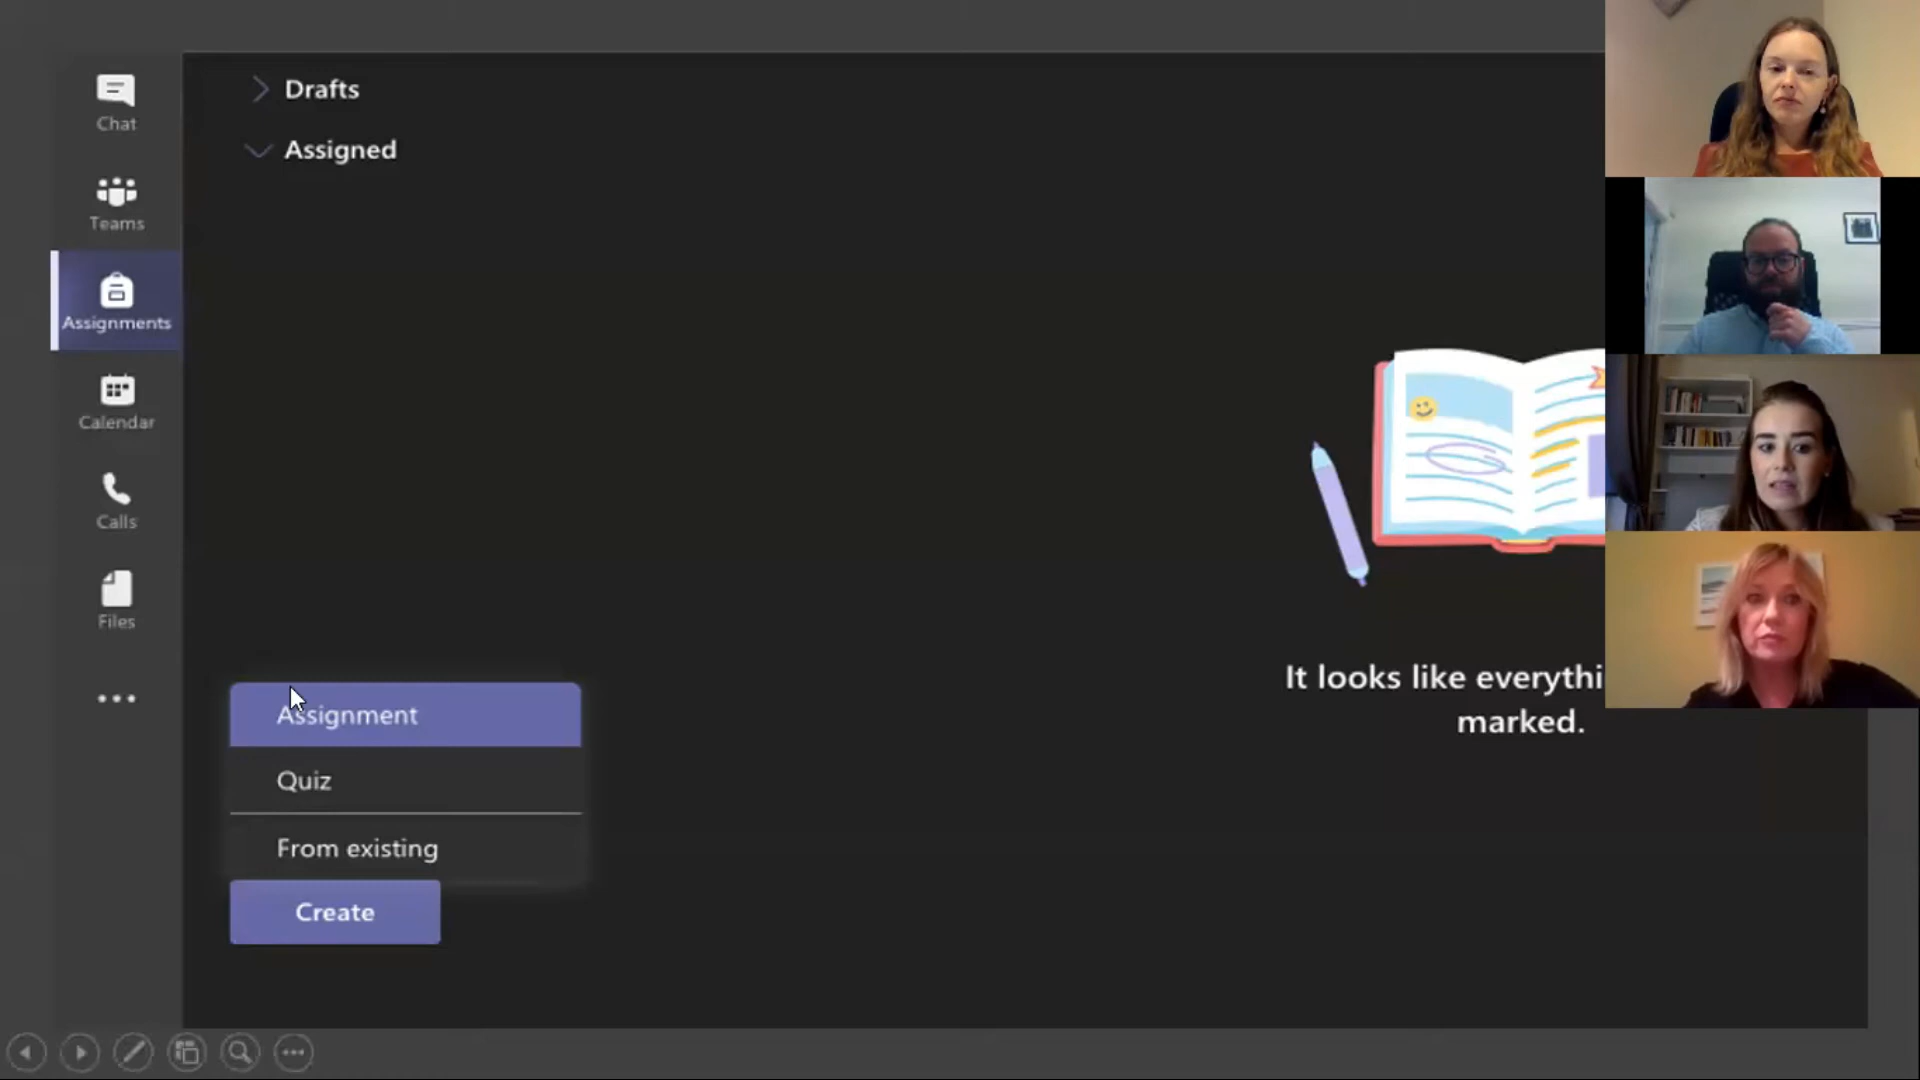 Chat
Teams
Assignments
Calendar
Calls
Files
Drafts
Assigned
Assignment
Quiz
From existing
Create
It looks like everythi
marked.